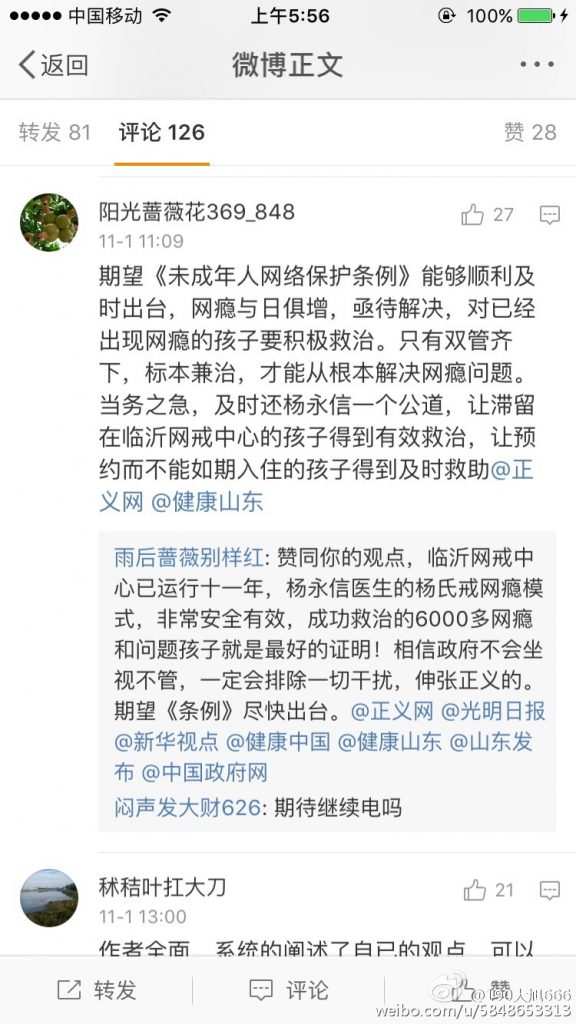 中国移动 上午5:56 100%
返回 微博正文
转发 81 评论 126 赞 28
阳光蔷薇花369_848 27
11-1 11:09
期望《未成年人网络保护条例》能够顺利及
时出台，网瘾与日俱增，亟待解决，对已经
出现网瘾的孩子要积极救治。只有双管齐
下，标本兼治，才能从根本解决网瘾问题。
当务之急，及时还杨永信一个公道，让滞留
在临沂网戒中心的孩子得到有效救治，让预
约而不能如期入住的孩子得到及时救助@正
义网 @健康山东
雨后蔷薇别样红: 赞同你的观点，临沂网戒中
心已运行十一年，杨永信医生的杨氏戒网瘾模
式，非常安全有效，成功救治的6000多网瘾
和问题孩子就是最好的证明！相信政府不会坐
视不管，一定会排除一切干扰，伸张正义的。
期望《条例》尽快出台。@正义网 @光明日报
@新华视点 @健康中国 @健康山东 @山东发
布 @中国政府网
闷声发大财626: 期待继续电吗
秫秸叶扛大刀 21
11-1 13:00
作者全面、系统的阐述了自已的观点，可以
转发 评论 赞
weibo.com/u/5848653313